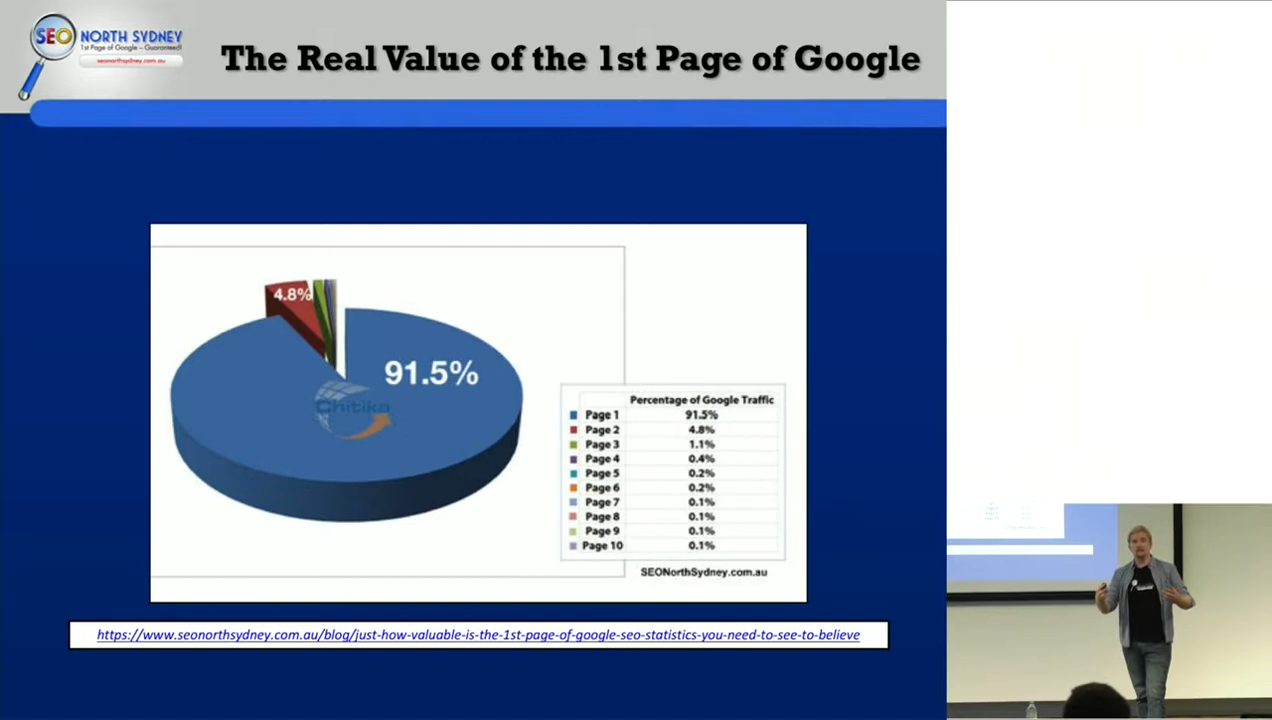 SEO NORTH SYDNEY
1st Page of Google – Guaranteed!
seonorthsydney.com.au
The Real Value of the 1st Page of Google
4.8%
91.5%
Chitika
Percentage of Google Traffic
Page 1 91.5%
Page 2 4.8%
Page 3 1.1%
Page 4 0.4%
Page 5 0.2%
Page 6 0.2%
Page 7 0.1%
Page 8 0.1%
Page 9 0.1%
Page 10 0.1%
SEONorthSydney.com.au
https://www.seonorthsydney.com.au/blog/just-how-valuable-is-the-1st-page-of-google-seo-statistics-you-need-to-see-to-believe